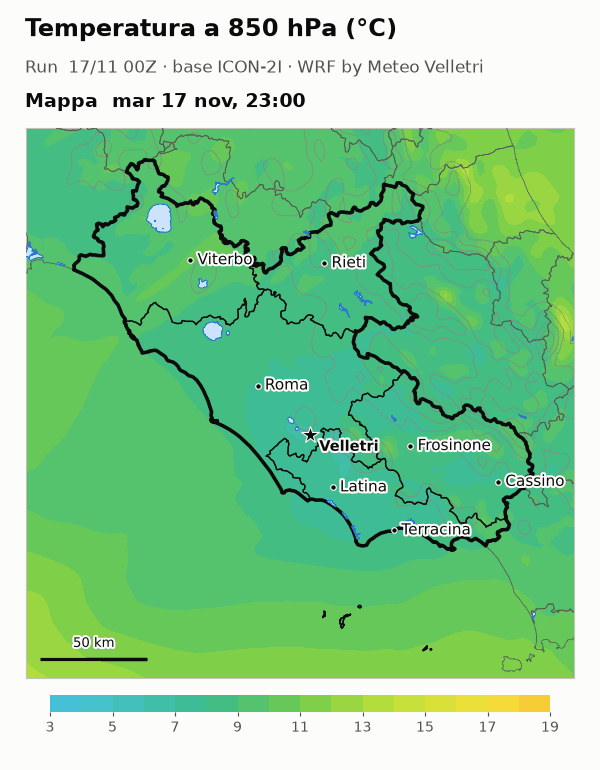 Temperatura a 850 hPa (°C)
Run  17/11 00Z · base ICON-2I · WRF by Meteo Velletri
Mappa  mar 17 nov, 23:00
Viterbo
Rieti
Roma
Velletri
Frosinone
Cassino
Latina
Terracina
50 km
3 5 7 9 11 13 15 17 19